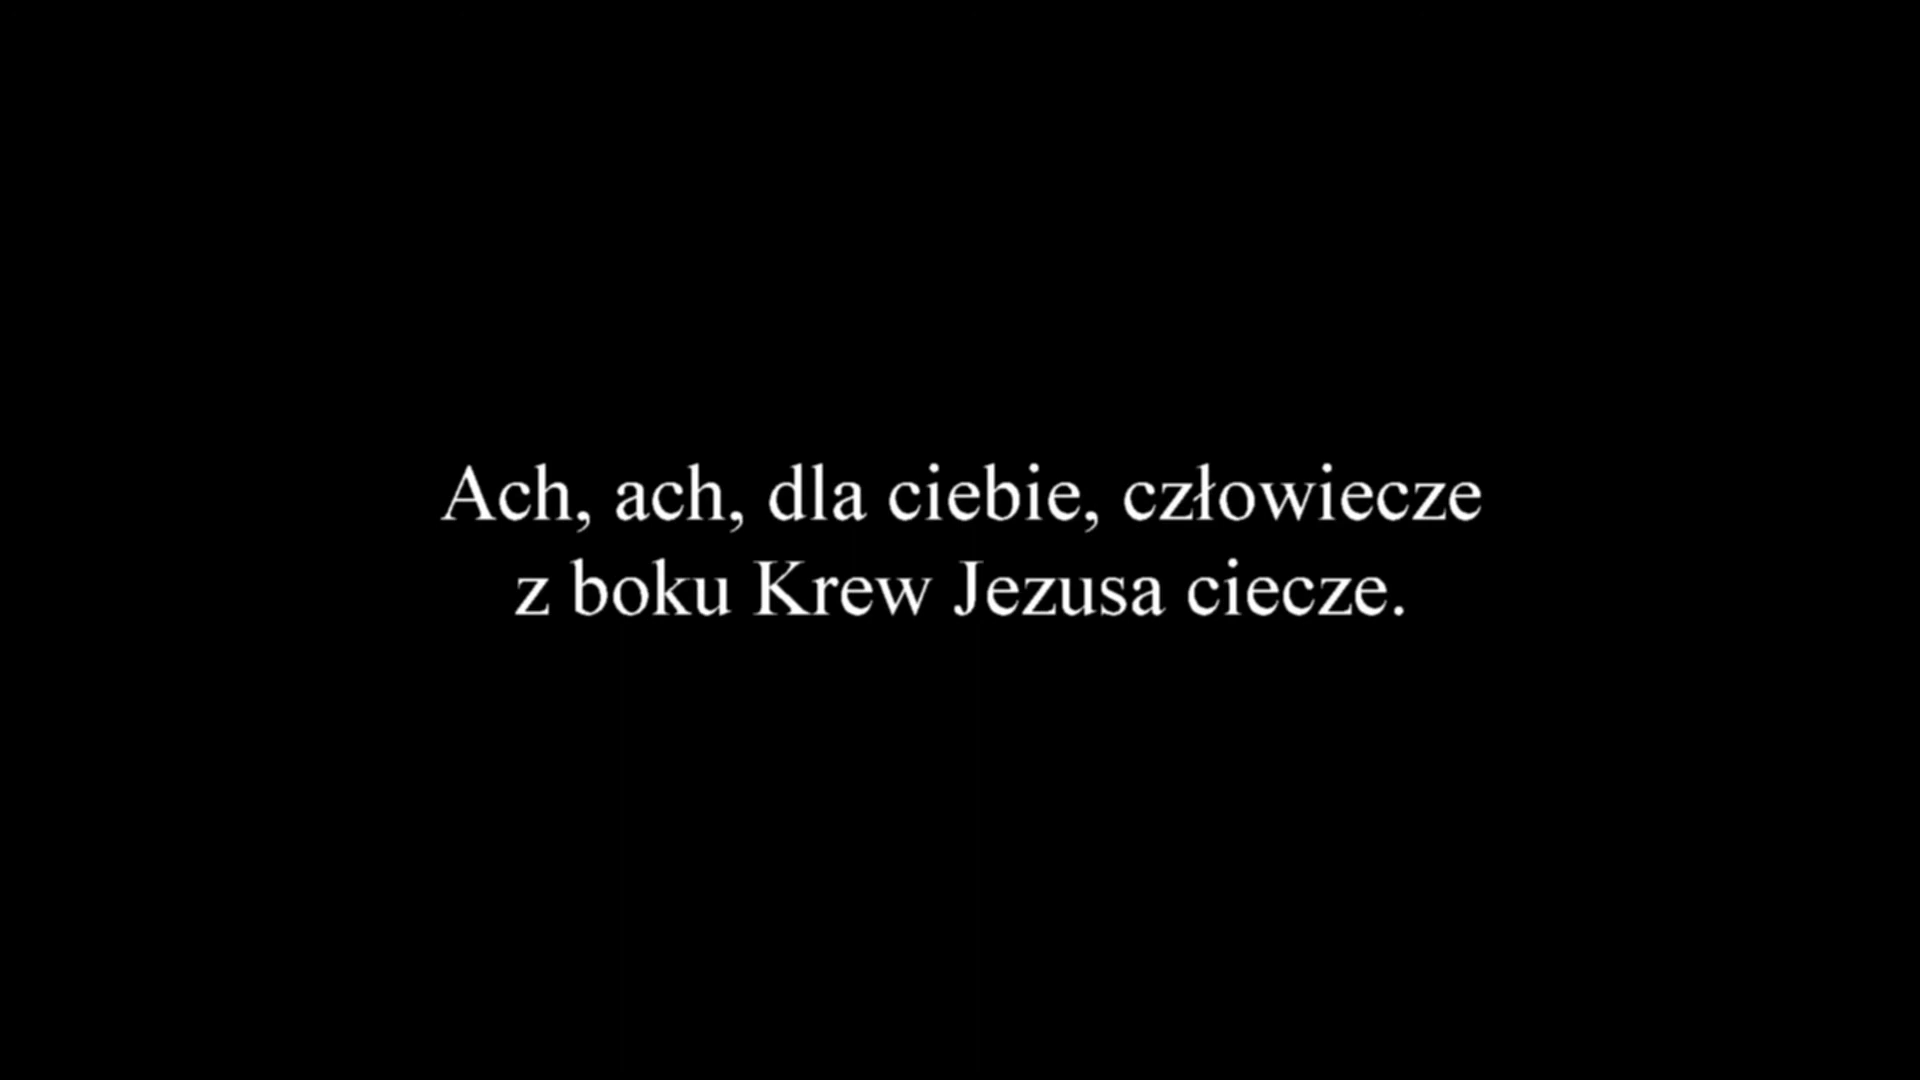 Ach, ach, dla ciebie, człowiecze
z boku Krew Jezusa ciecze.